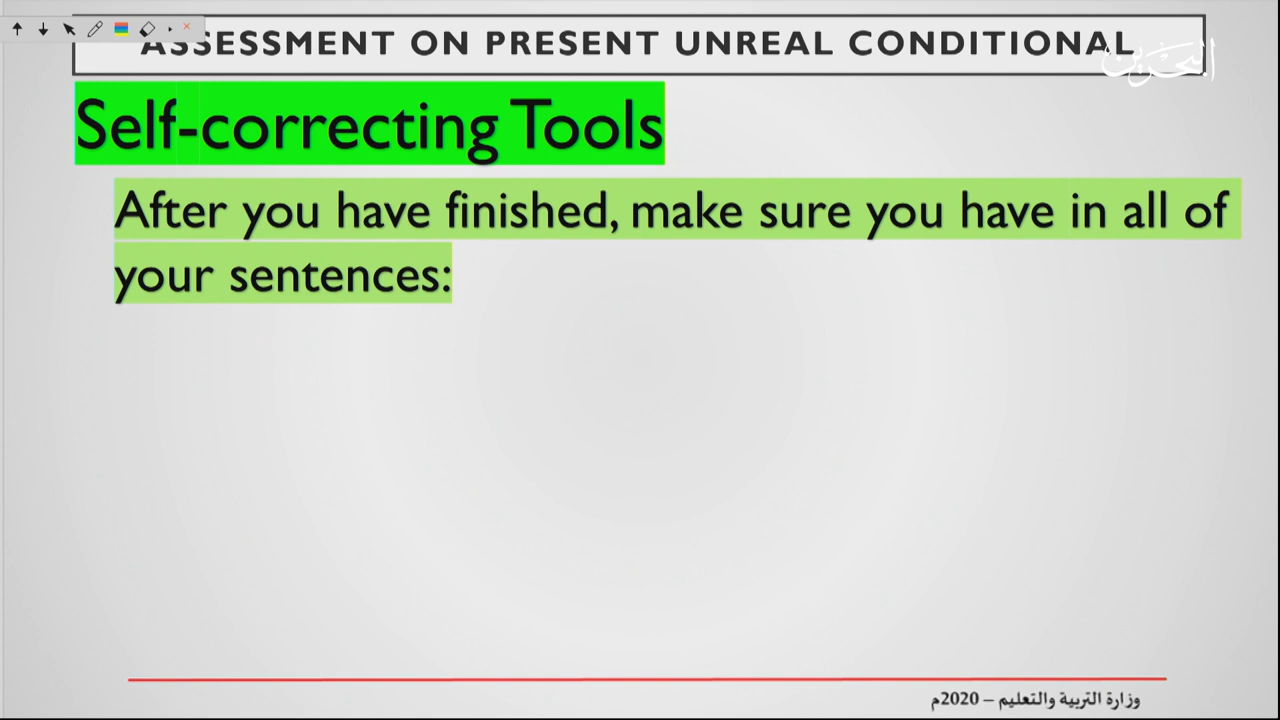 ASSESSMENT ON PRESENT UNREAL CONDITIONAL
البحرين
Self-correcting Tools
After you have finished, make sure you have in all of
your sentences:
وزارة التربية والتعليم – 2020م